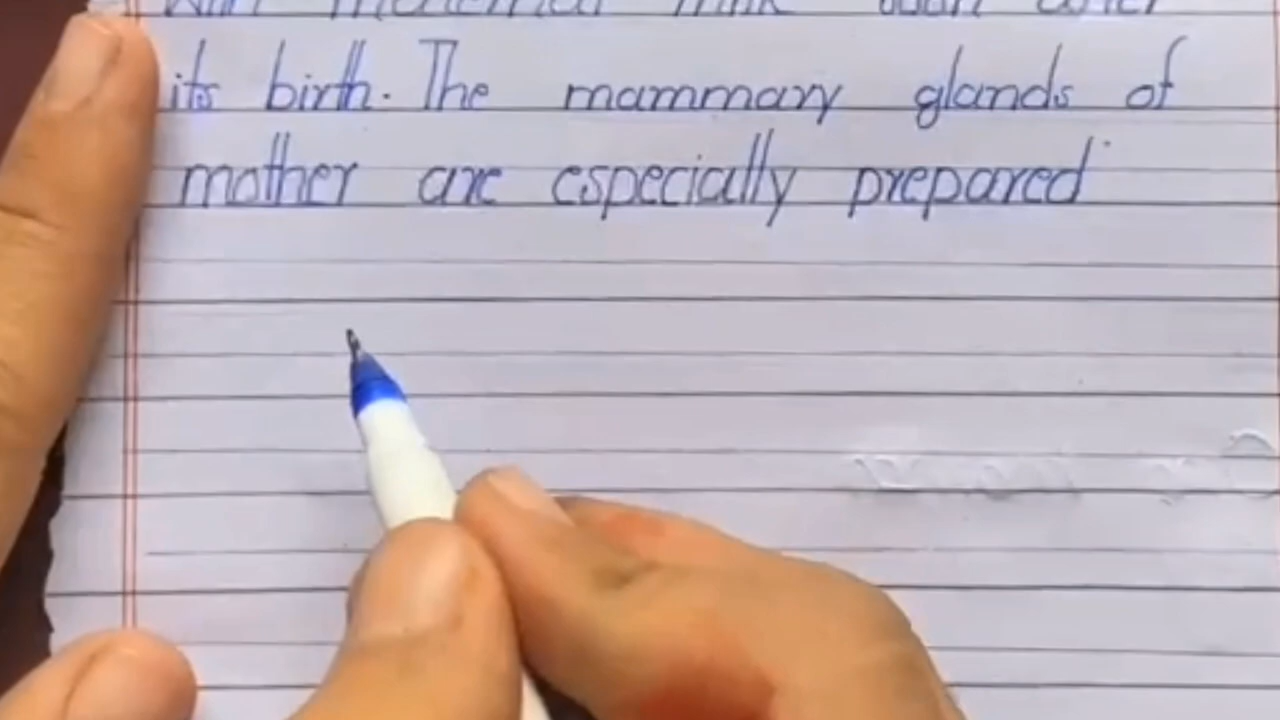 its birth. The mammary glands of
mother are especially prepared